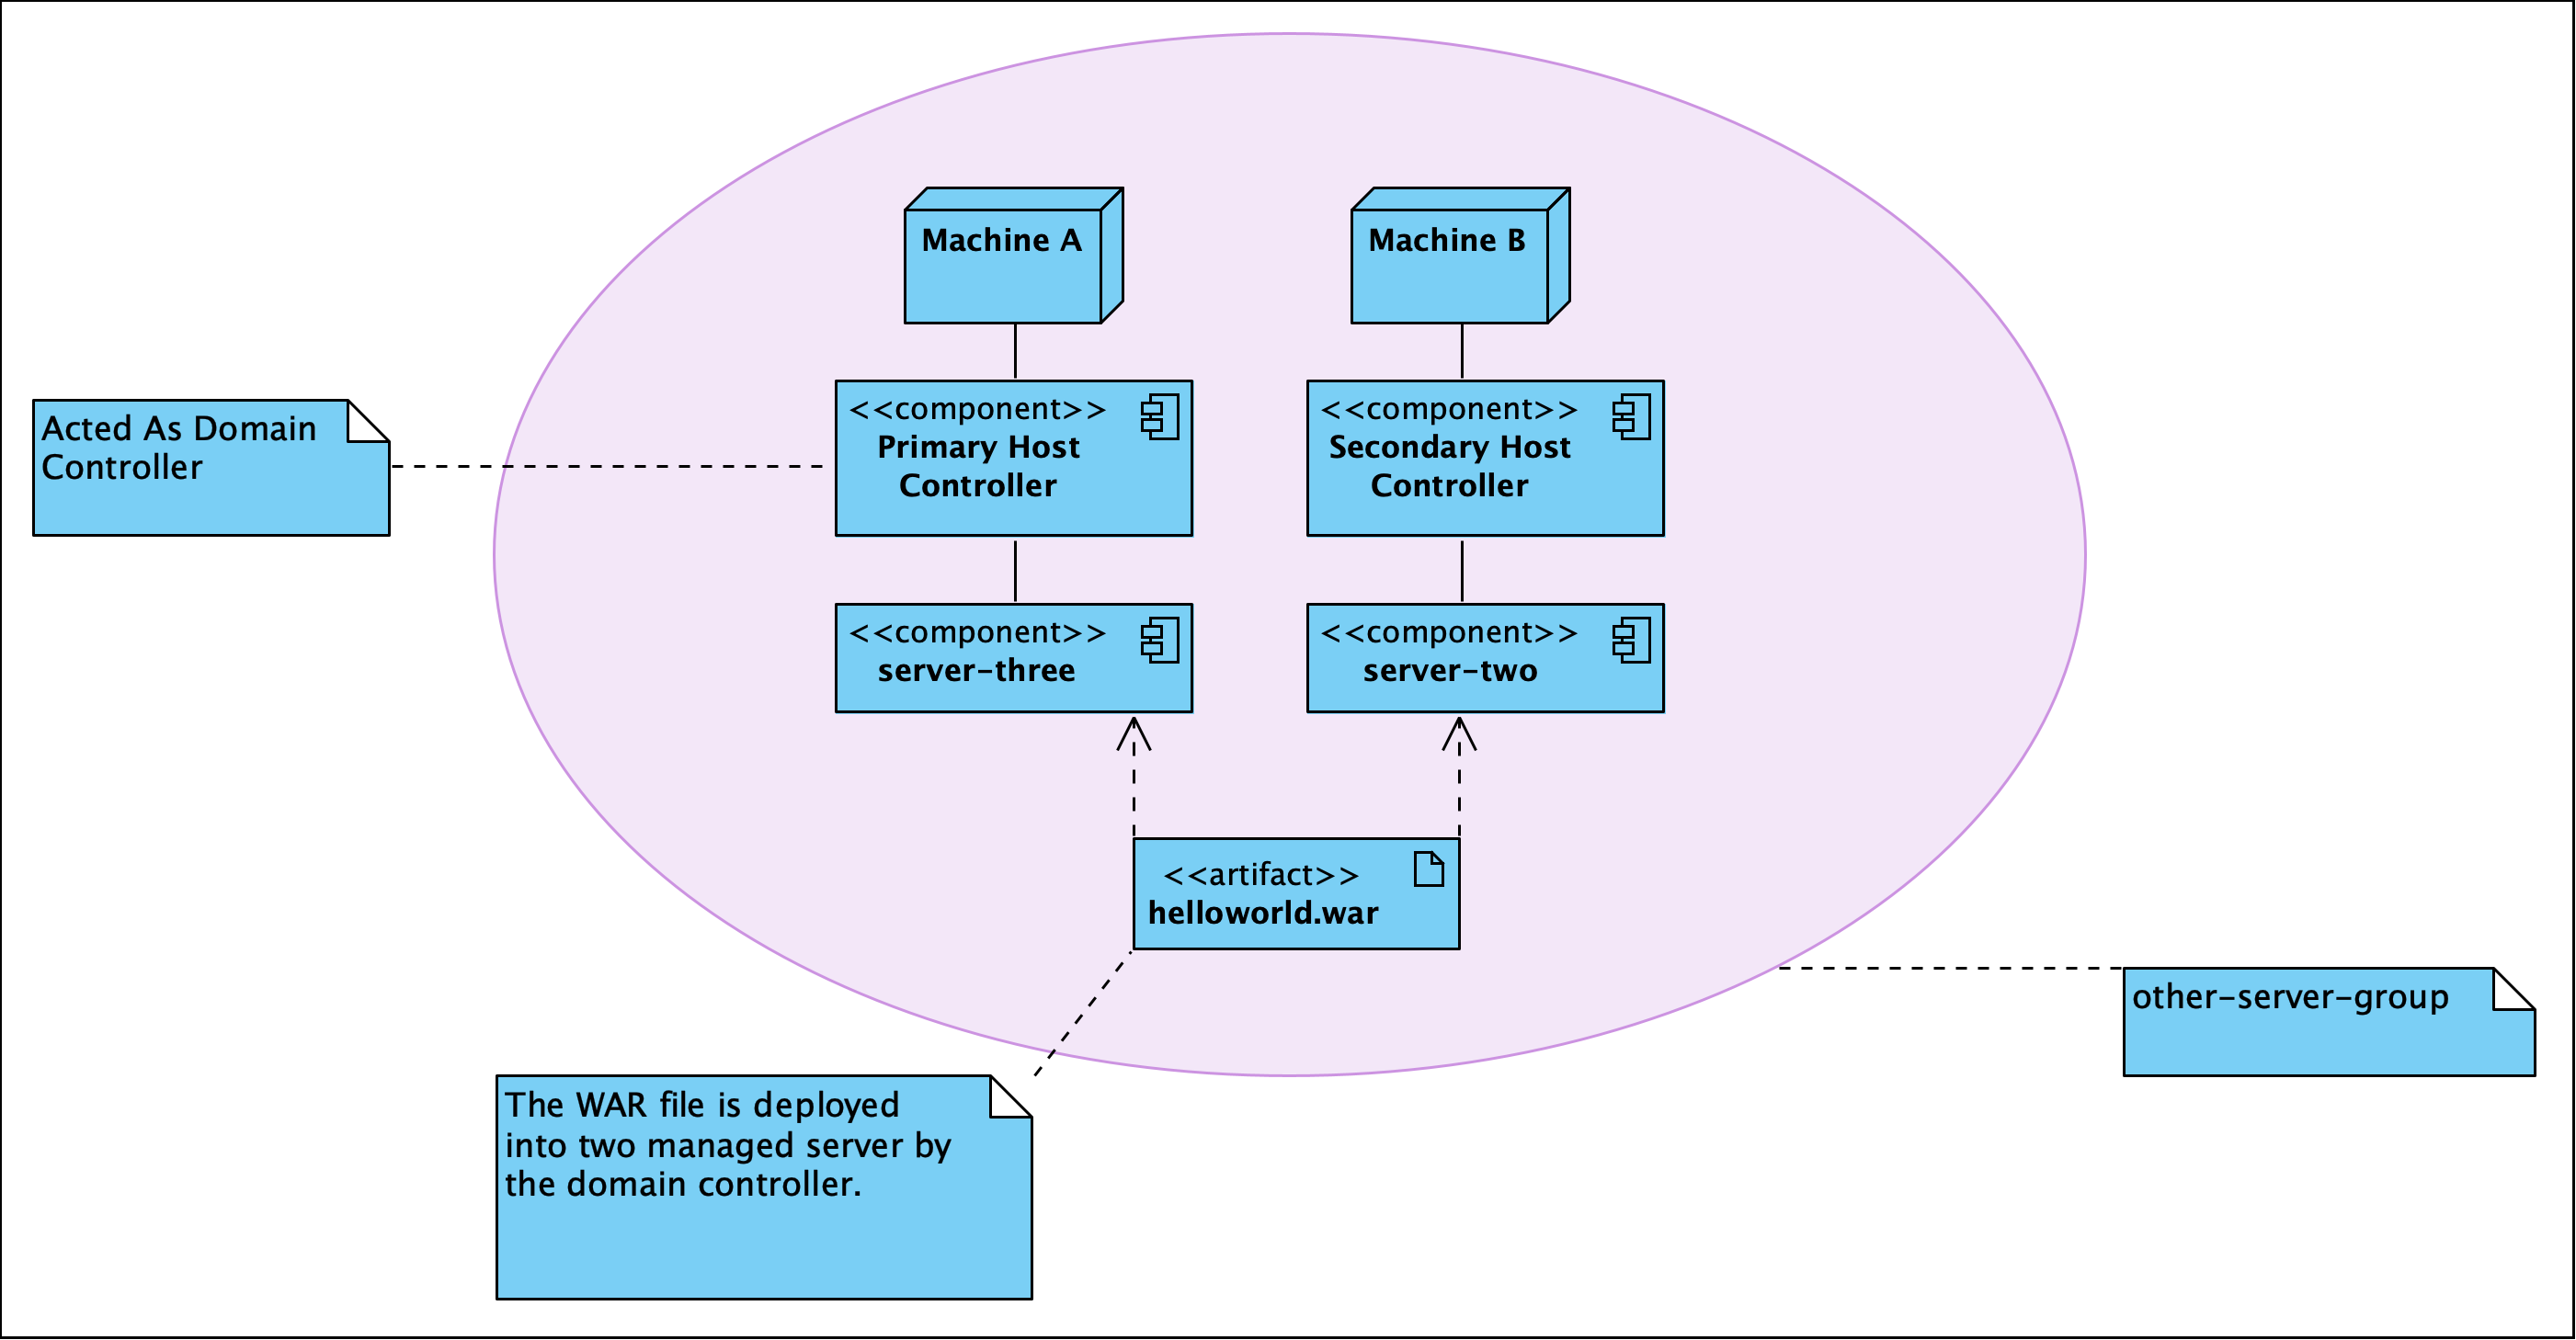 Machine A
Machine B
Acted As Domain
Controller
<<component>>
Primary Host
Controller
<<component>>
Secondary Host
Controller
<<component>>
server-three
<<component>>
server-two
<<artifact>>
helloworld.war
other-server-group
The WAR file is deployed
into two managed server by
the domain controller.